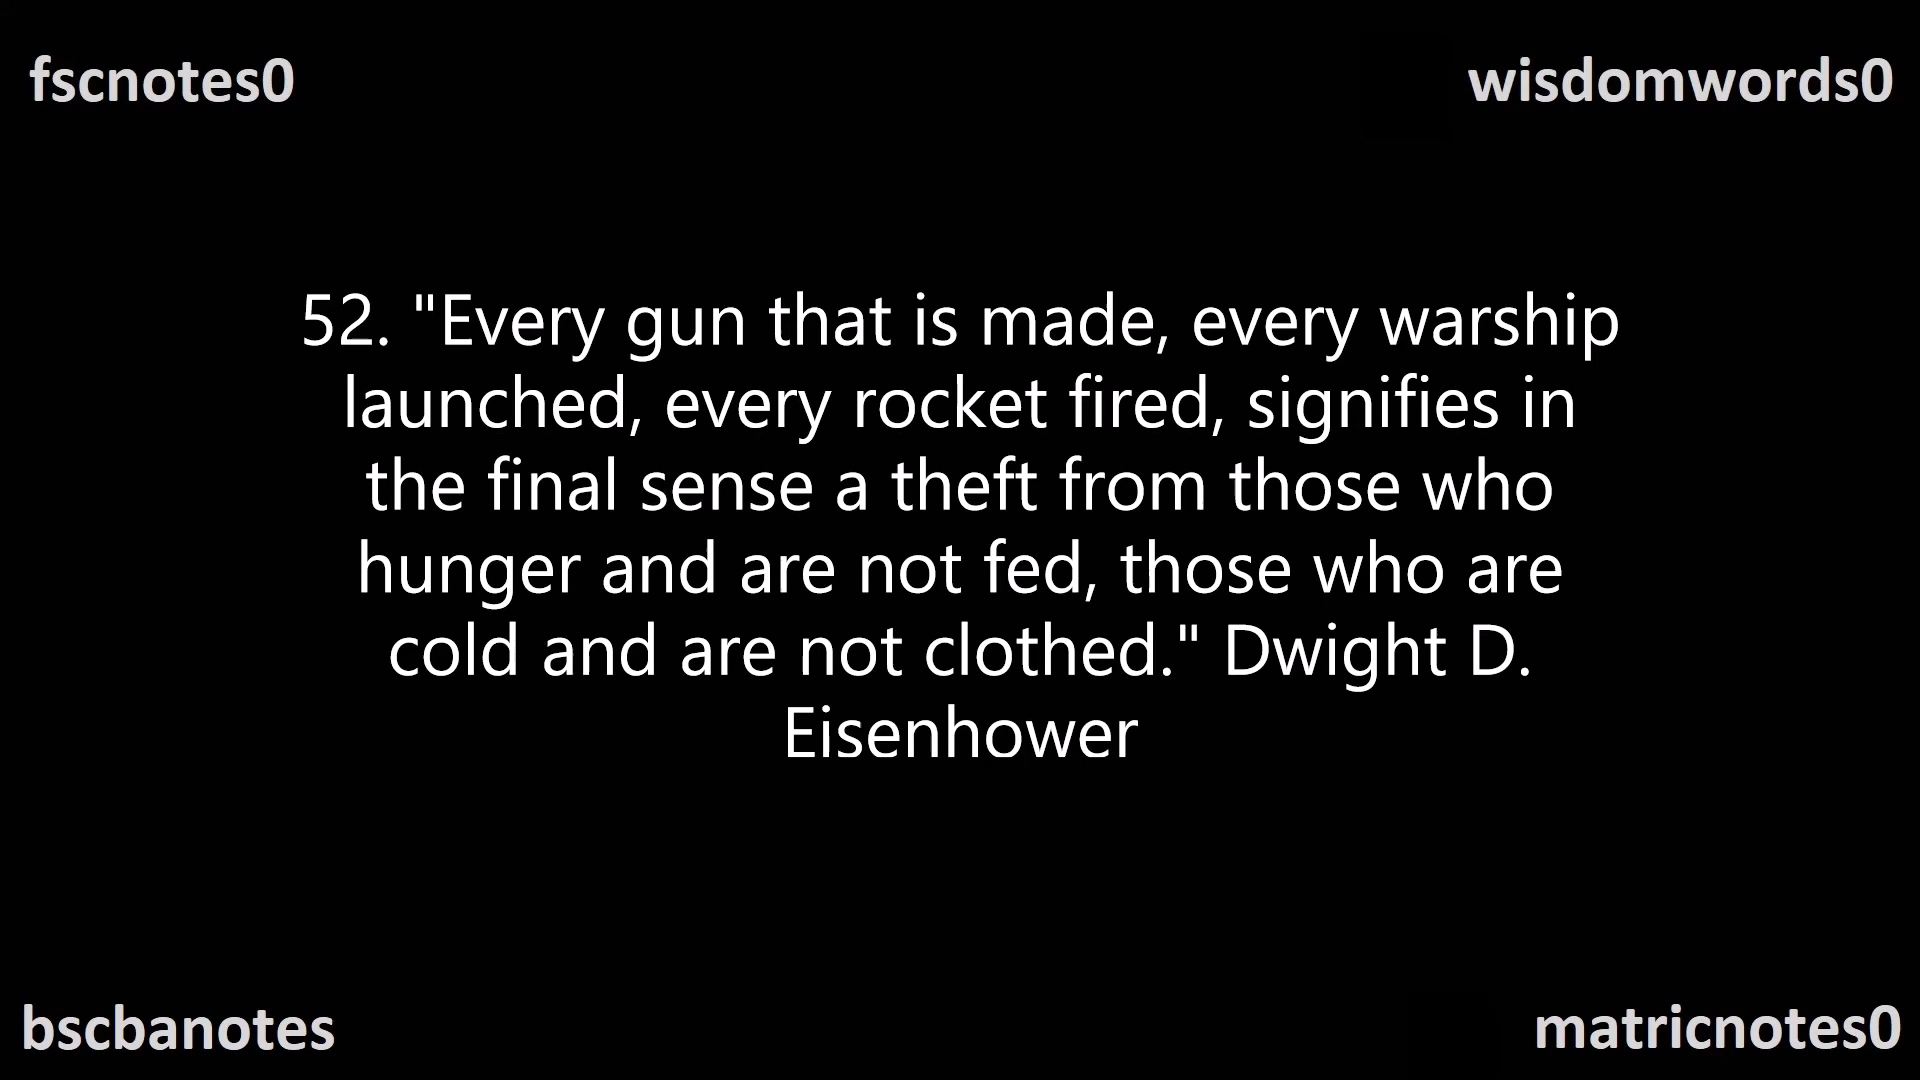 fscnotes0
wisdomwords0
52. "Every gun that is made, every warship
launched, every rocket fired, signifies in
the final sense a theft from those who
hunger and are not fed, those who are
cold and are not clothed." Dwight D.
Eisenhower
bscbanotes
matricnotes0